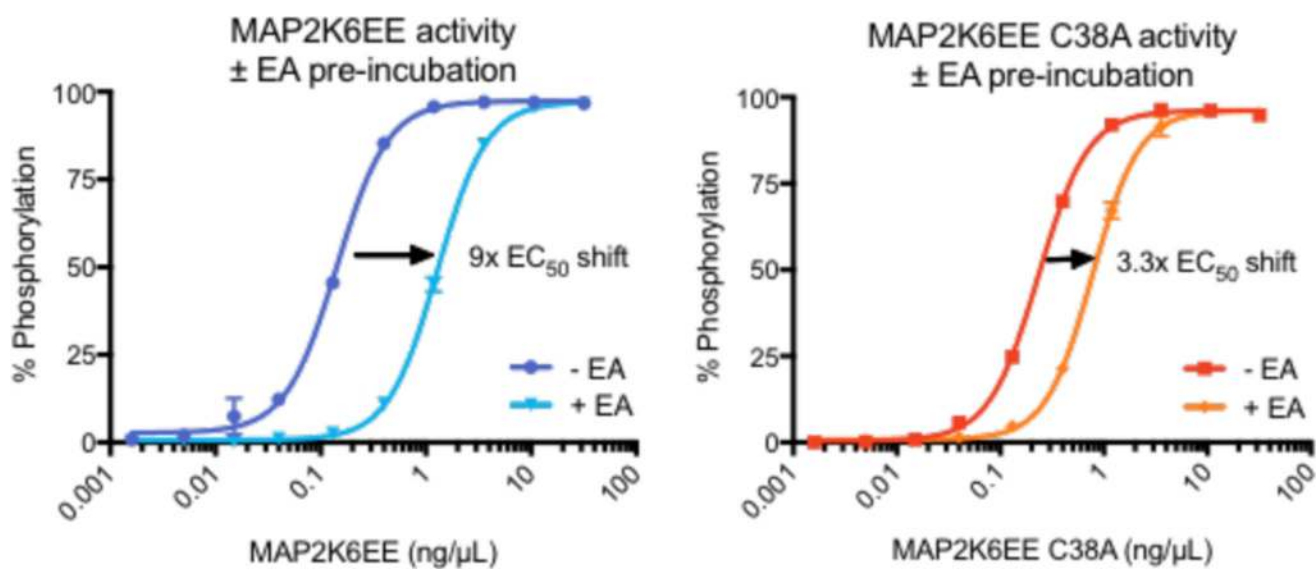 MAP2K6EE activity
± EA pre-incubation
% Phosphorylation
100
75
50
25
0
9x EC50 shift
- EA
+ EA
0.001
0.01
0.1
1
10
100
MAP2K6EE (ng/µL)
MAP2K6EE C38A activity
± EA pre-incubation
% Phosphorylation
100
75
50
25
0
3.3x EC50 shift
- EA
+ EA
0.001
0.01
0.1
1
10
100
MAP2K6EE C38A (ng/µL)